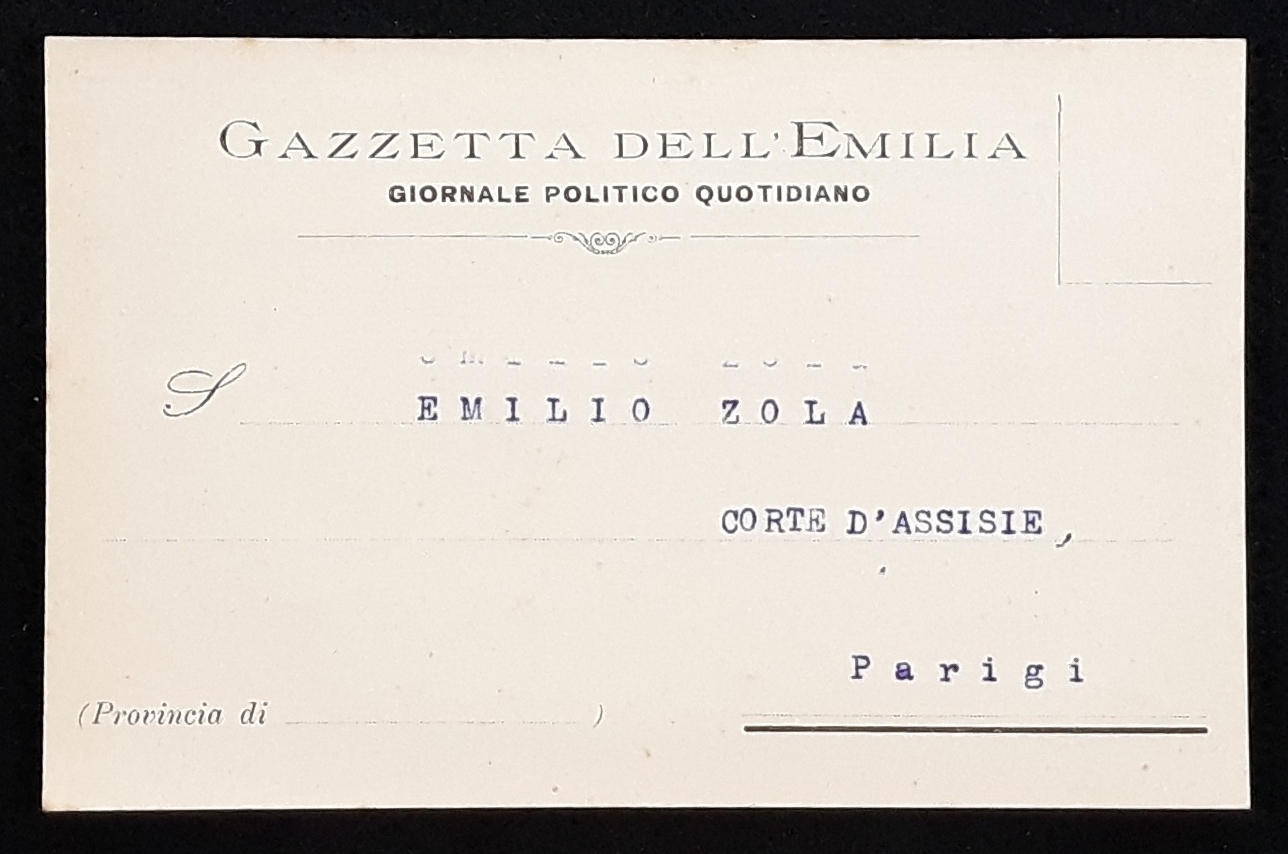 GAZZETTA DELL'EMILIA
GIORNALE POLITICO QUOTIDIANO
S EMILIO ZOLA
CORTE D'ASSISIE,
Parigi
(Provincia di )